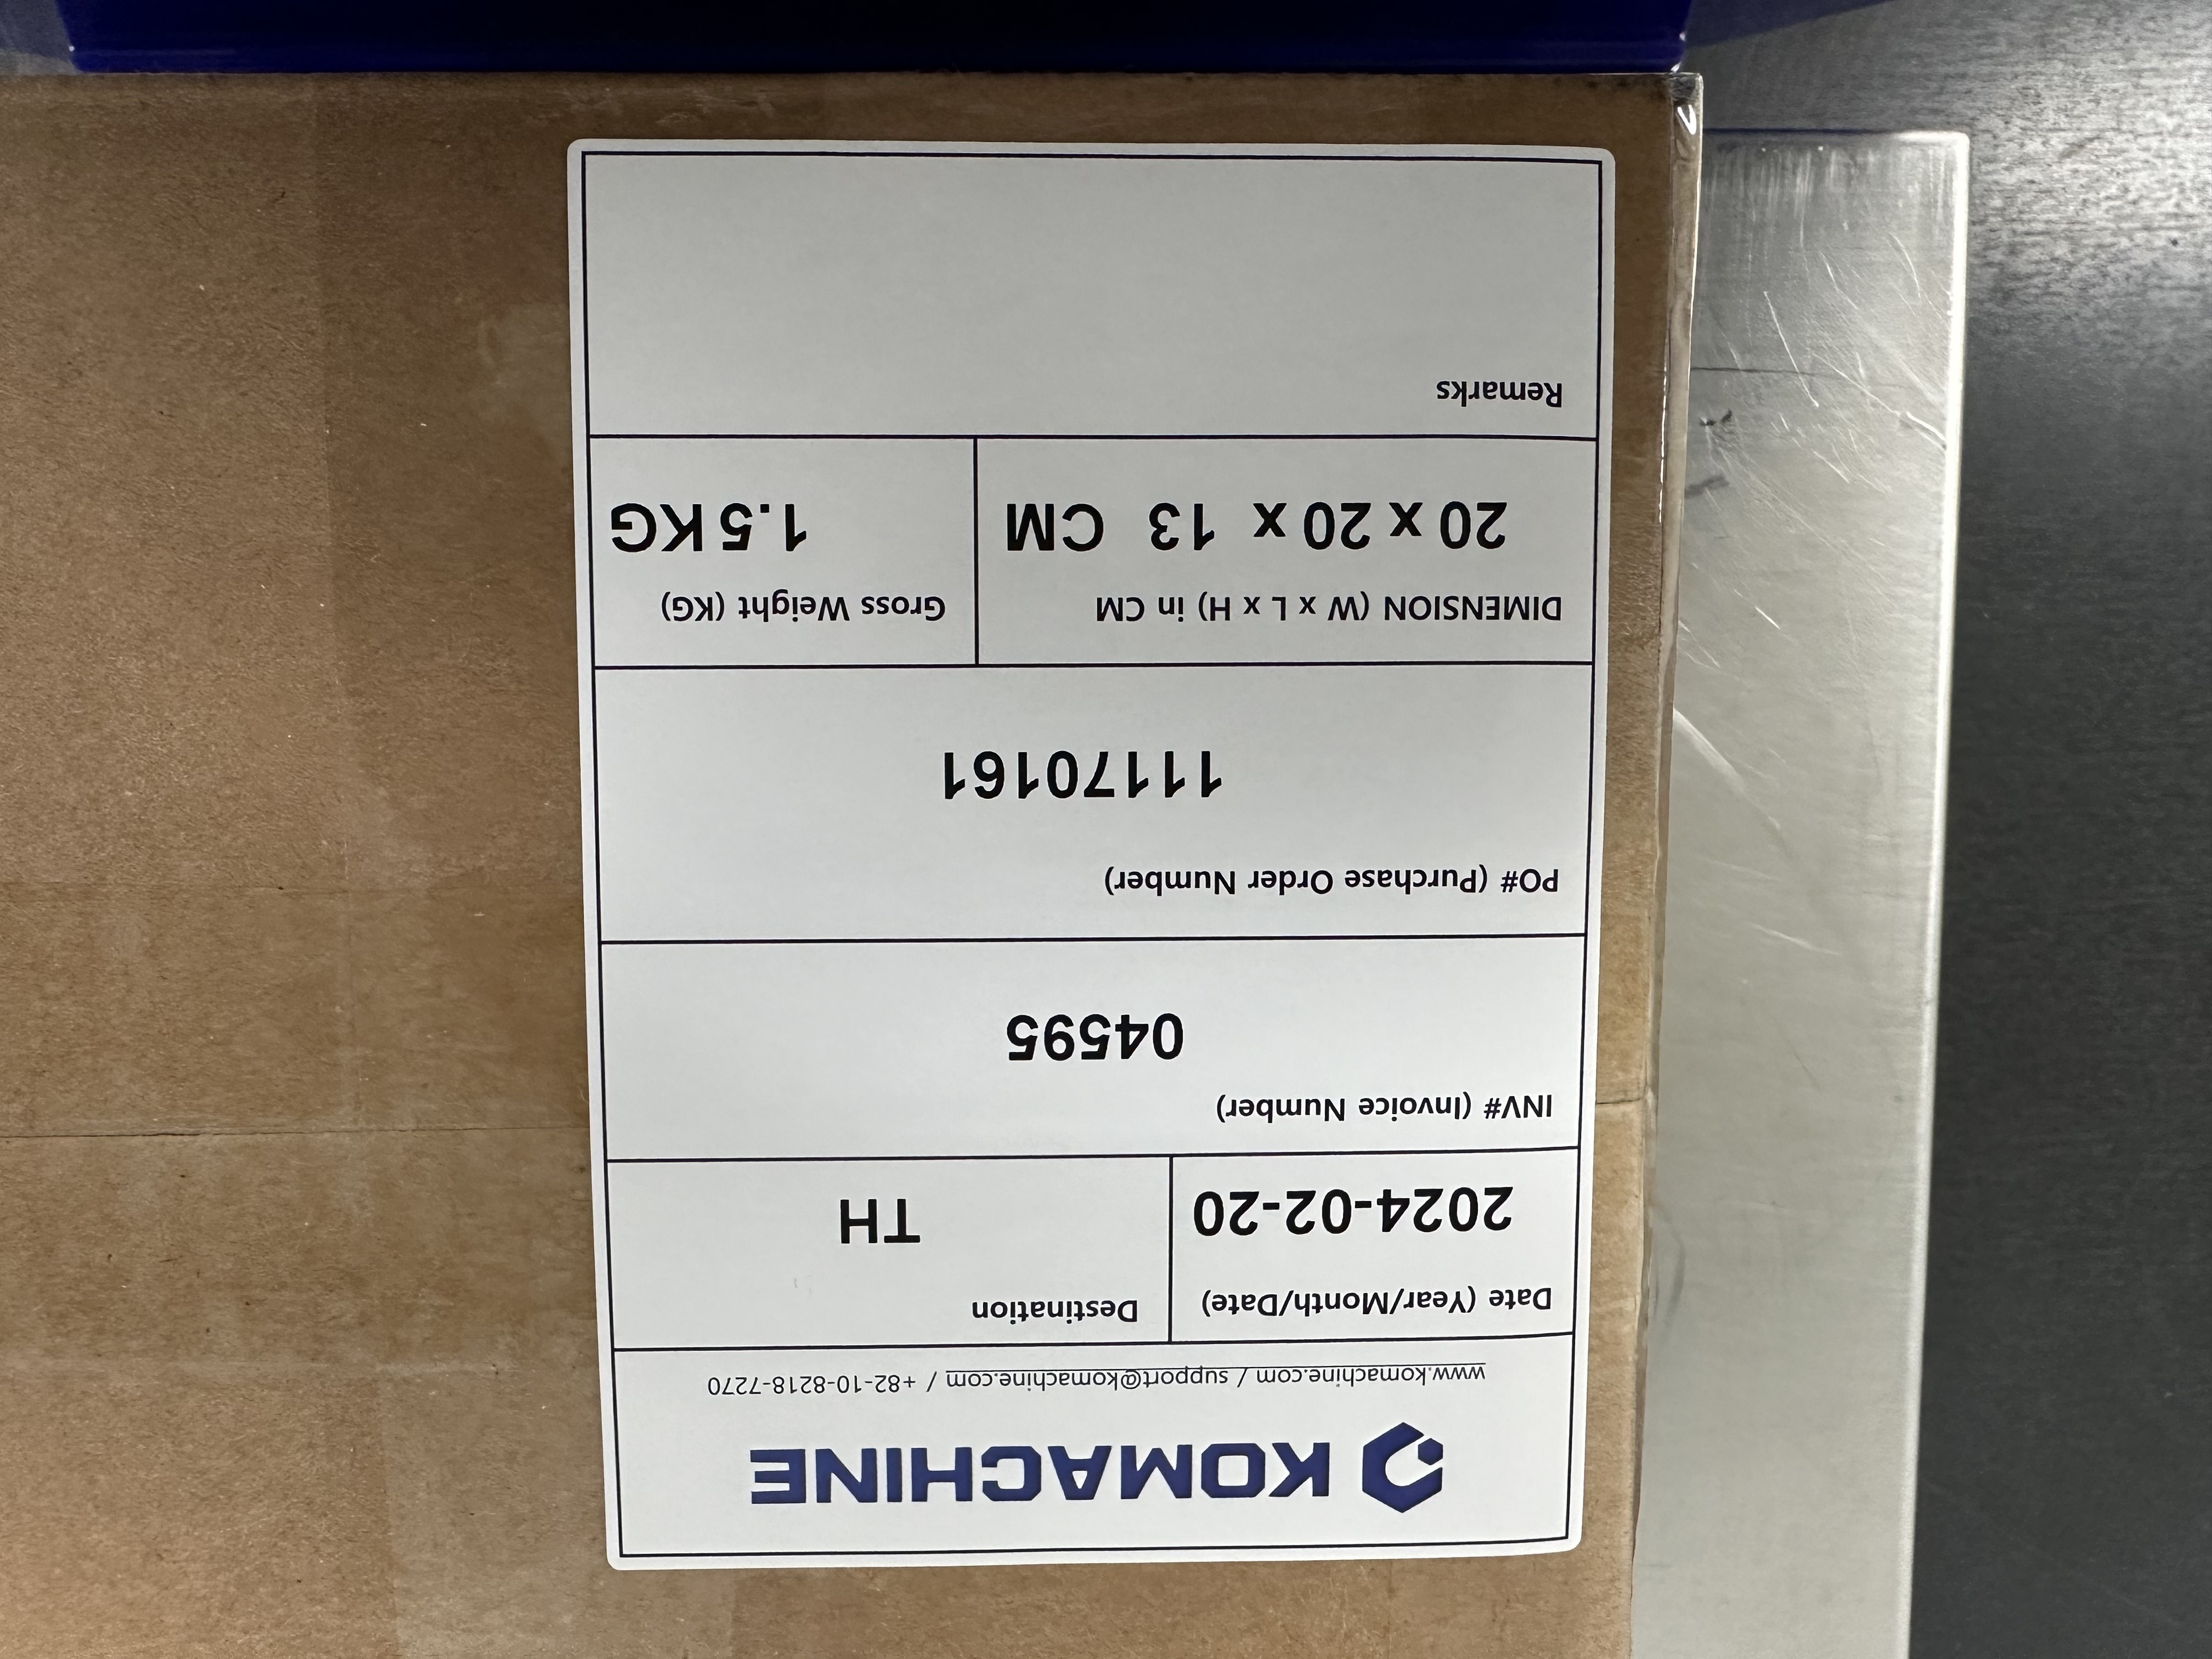 KOMACHINE
www.komachine.com / support@komachine.com / +82-10-8218-7270
Date (Year/Month/Date)
2024-02-20
Destination
TH
INV# (Invoice Number)
04595
PO# (Purchase Order Number)
11170161
DIMENSION (W x L x H) in CM
20 x 20 x 13 CM
Gross Weight (KG)
1.5 KG
Remarks